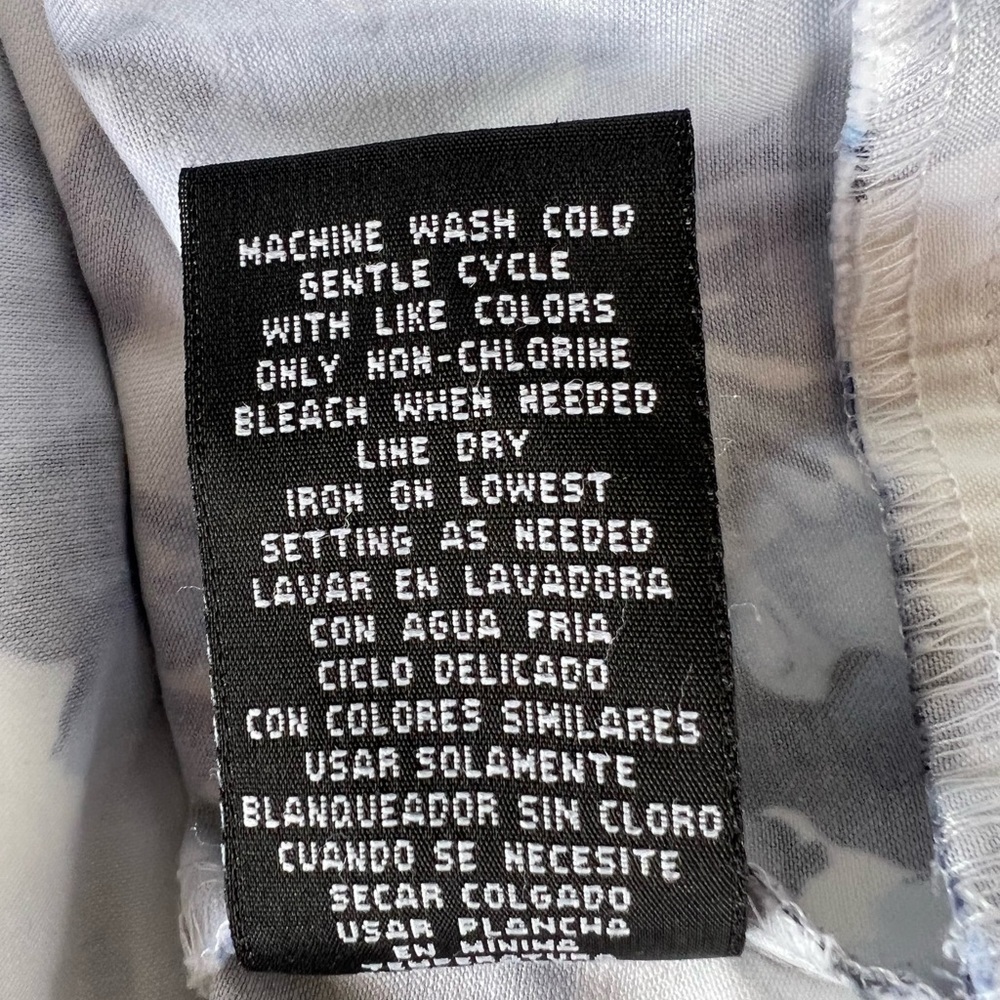 MACHINE WASH COLD
GENTLE CYCLE
WITH LIKE COLORS
ONLY NON-CHLORINE
BLEACH WHEN NEEDED
LINE DRY
IRON ON LOWEST
SETTING AS NEEDED
LAVAR EN LAVADORA
CON AGUA FRIA
CICLO DELICADO
CON COLORES SIMILARES
USAR SOLAMENTE
BLANQUEADOR SIN CLORO
CUANDO SE NECESITE
SECAR COLGADO
USAR PLANCHA
EN MINIMA